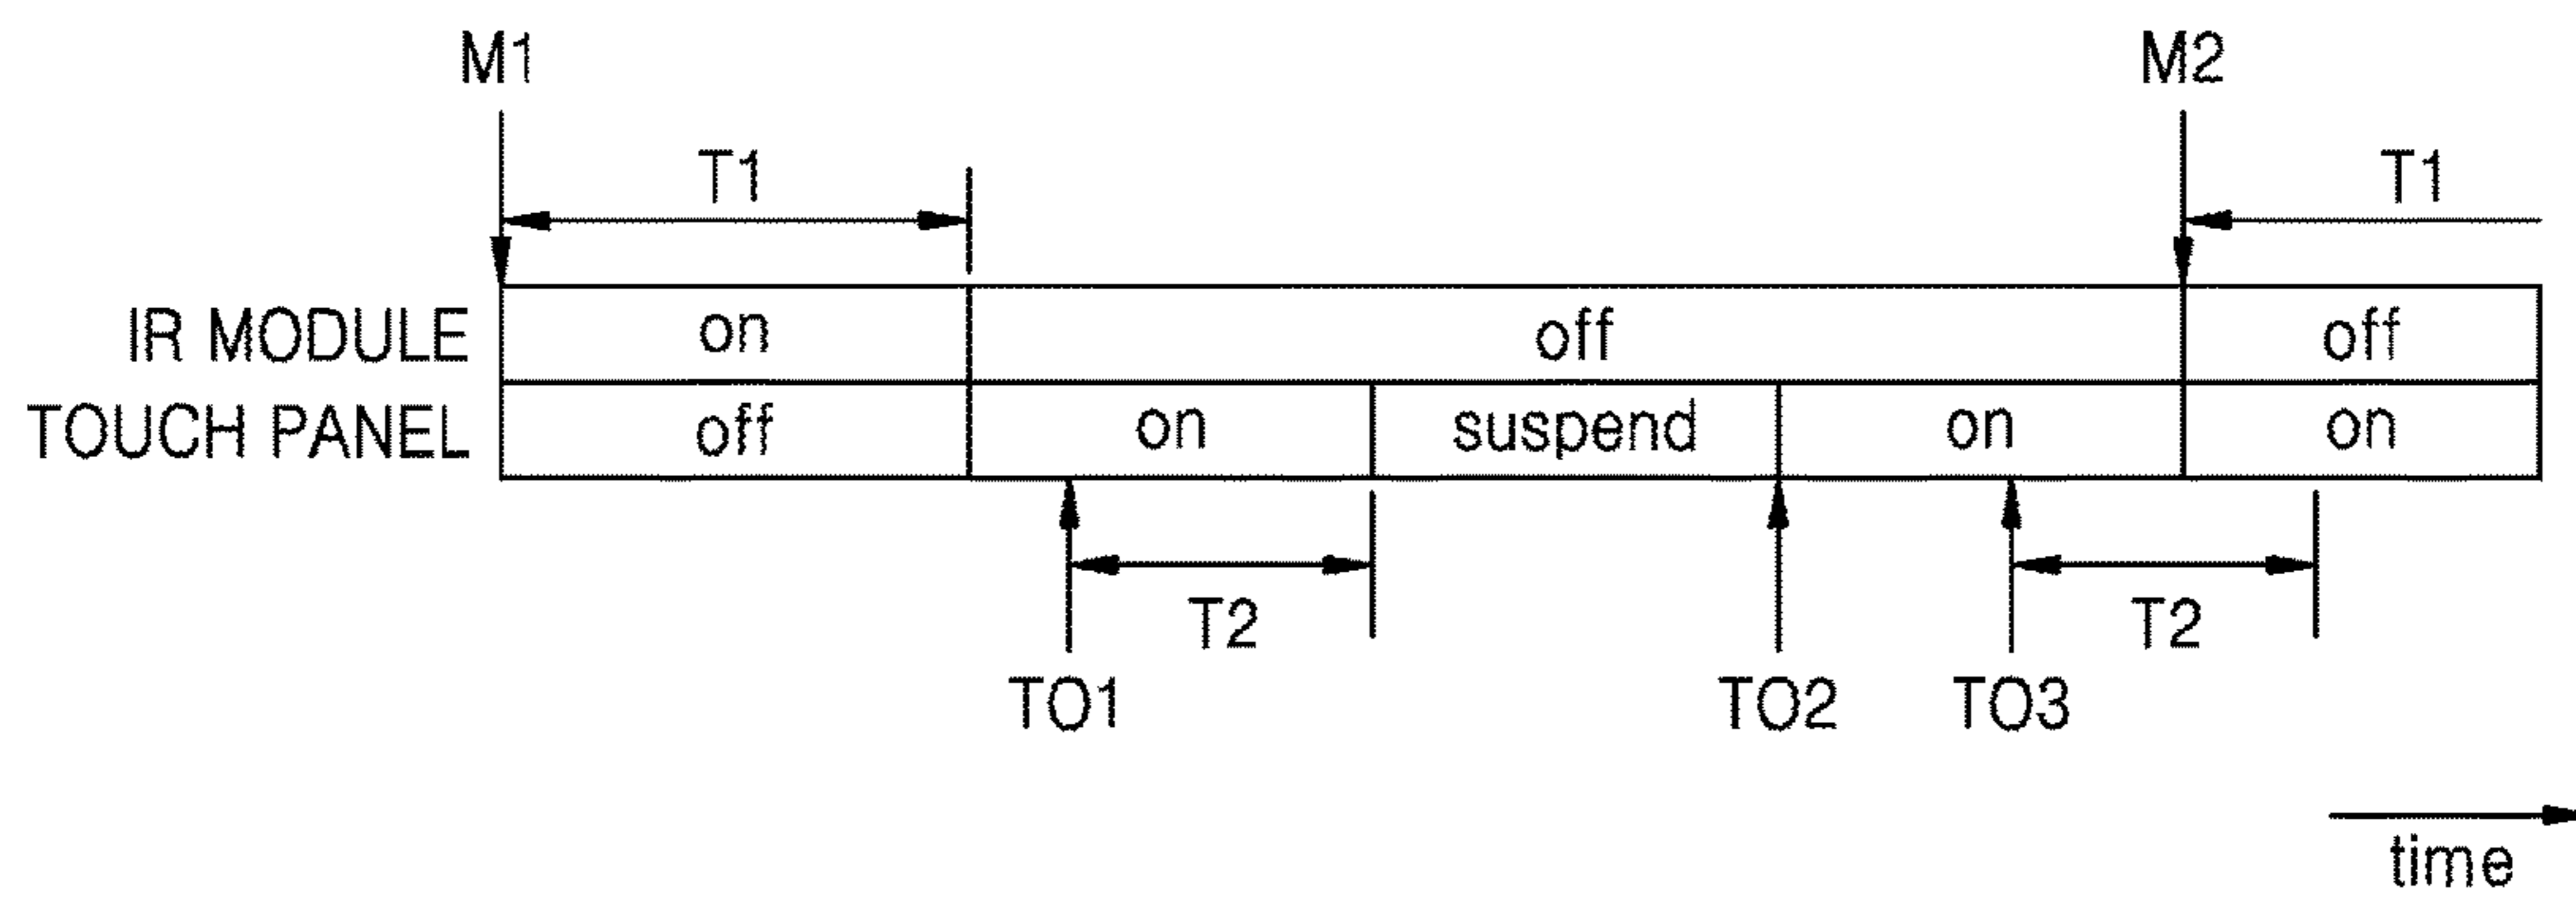 M1 M2
T1 T1
IR MODULE on off off
TOUCH PANEL off on suspend on on
T2 T2
TO1 TO2 TO3
time